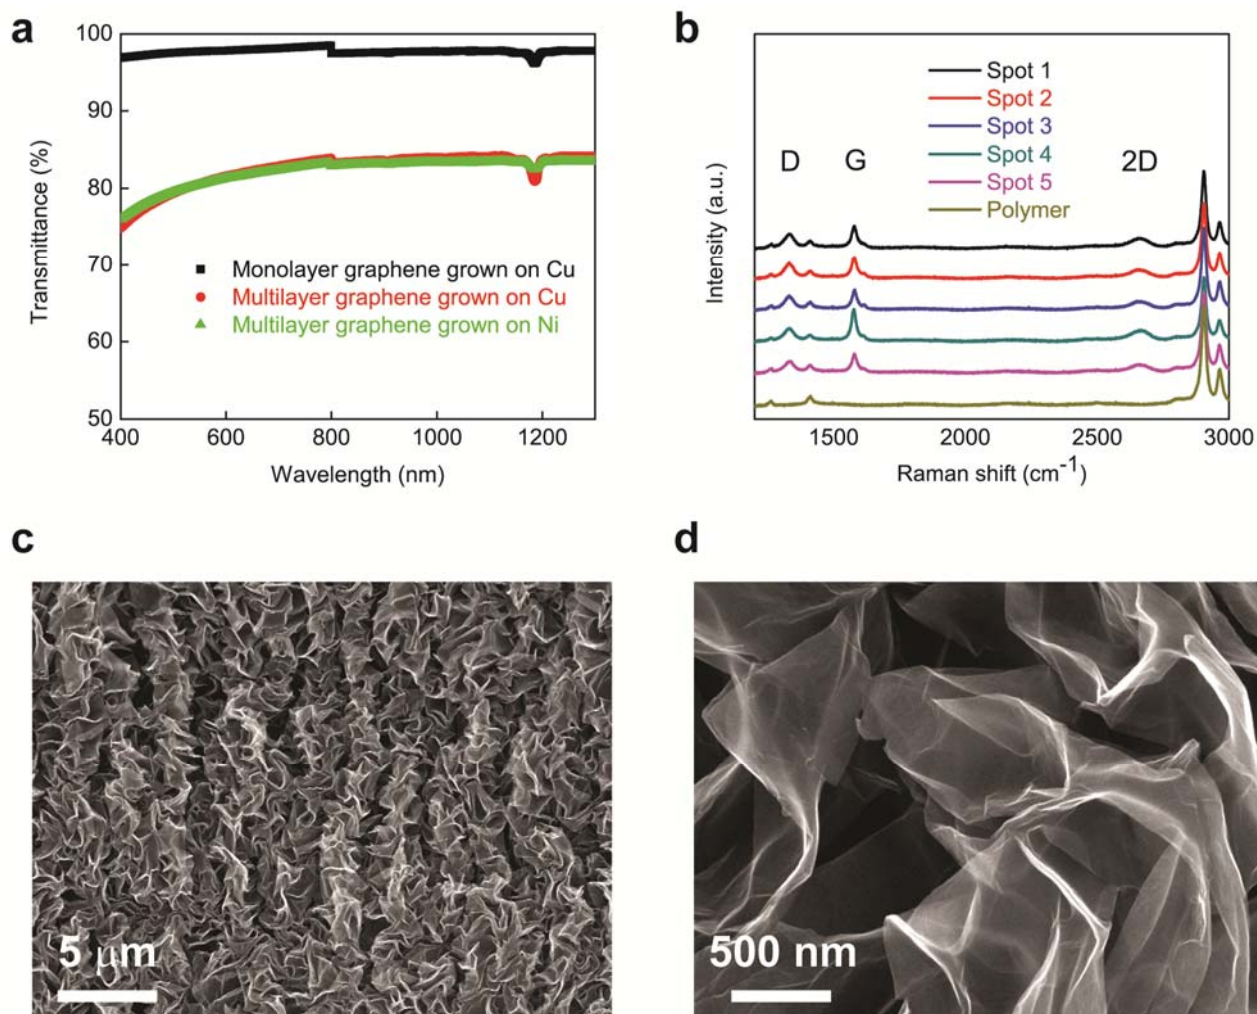 a
100
90
80
70
60
50
Transmittance (%)
Monolayer graphene grown on Cu
Multilayer graphene grown on Cu
Multilayer graphene grown on Ni
400 600 800 1000 1200
Wavelength (nm)
b
Spot 1
Spot 2
Spot 3
Spot 4
Spot 5
Polymer
D G 2D
Intensity (a.u.)
1500 2000 2500 3000
Raman shift (cm⁻¹)
c
5 μm
d
500 nm